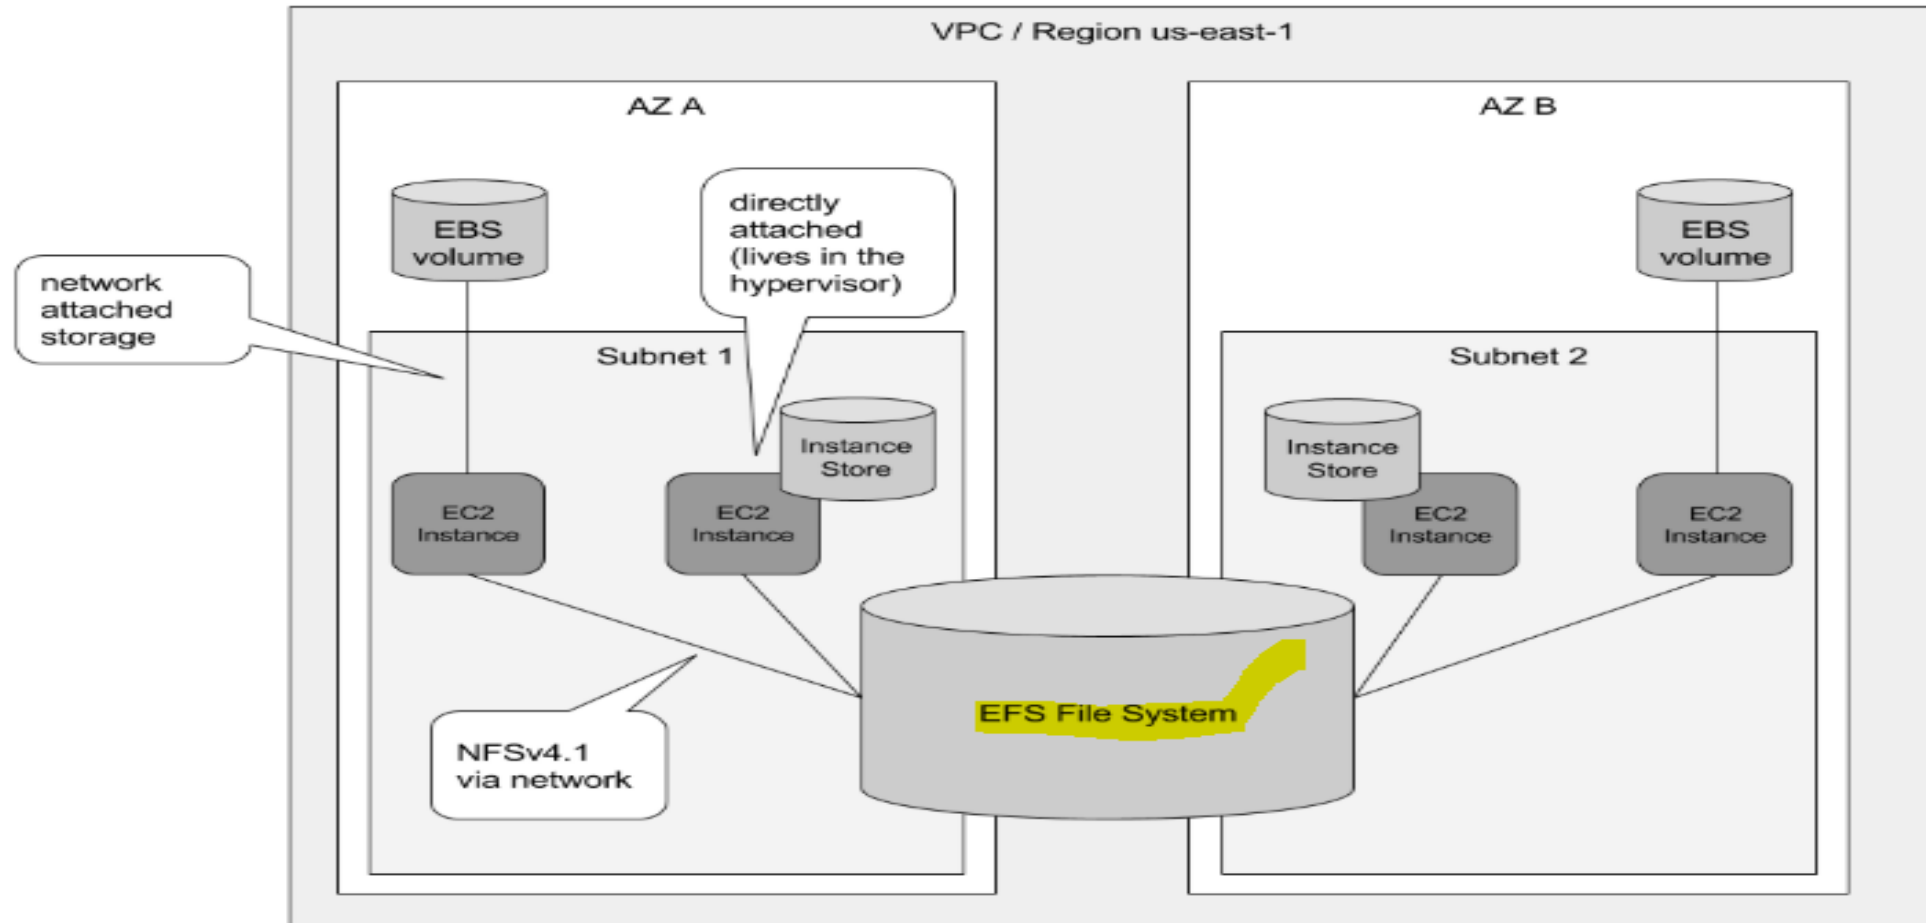 VPC / Region us-east-1
AZ A
AZ B
directly
attached
(lives in the
hypervisor)
EBS
volume
EBS
volume
network
attached
storage
Subnet 1
Subnet 2
Instance
Store
Instance
Store
EC2
Instance
EC2
Instance
EC2
Instance
EC2
Instance
EFS File System
NFSv4.1
via network